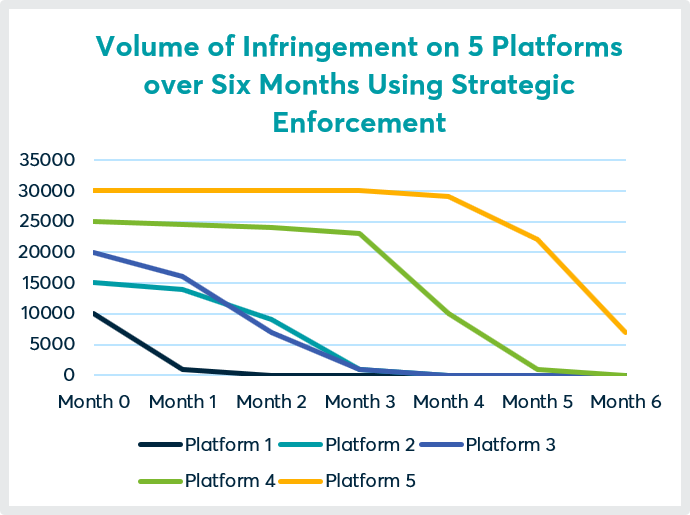 Volume of Infringement on 5 Platforms
over Six Months Using Strategic
Enforcement
35000
30000
25000
20000
15000
10000
5000
0
Month 0 Month 1 Month 2 Month 3 Month 4 Month 5 Month 6
Platform 1 Platform 2 Platform 3
Platform 4 Platform 5